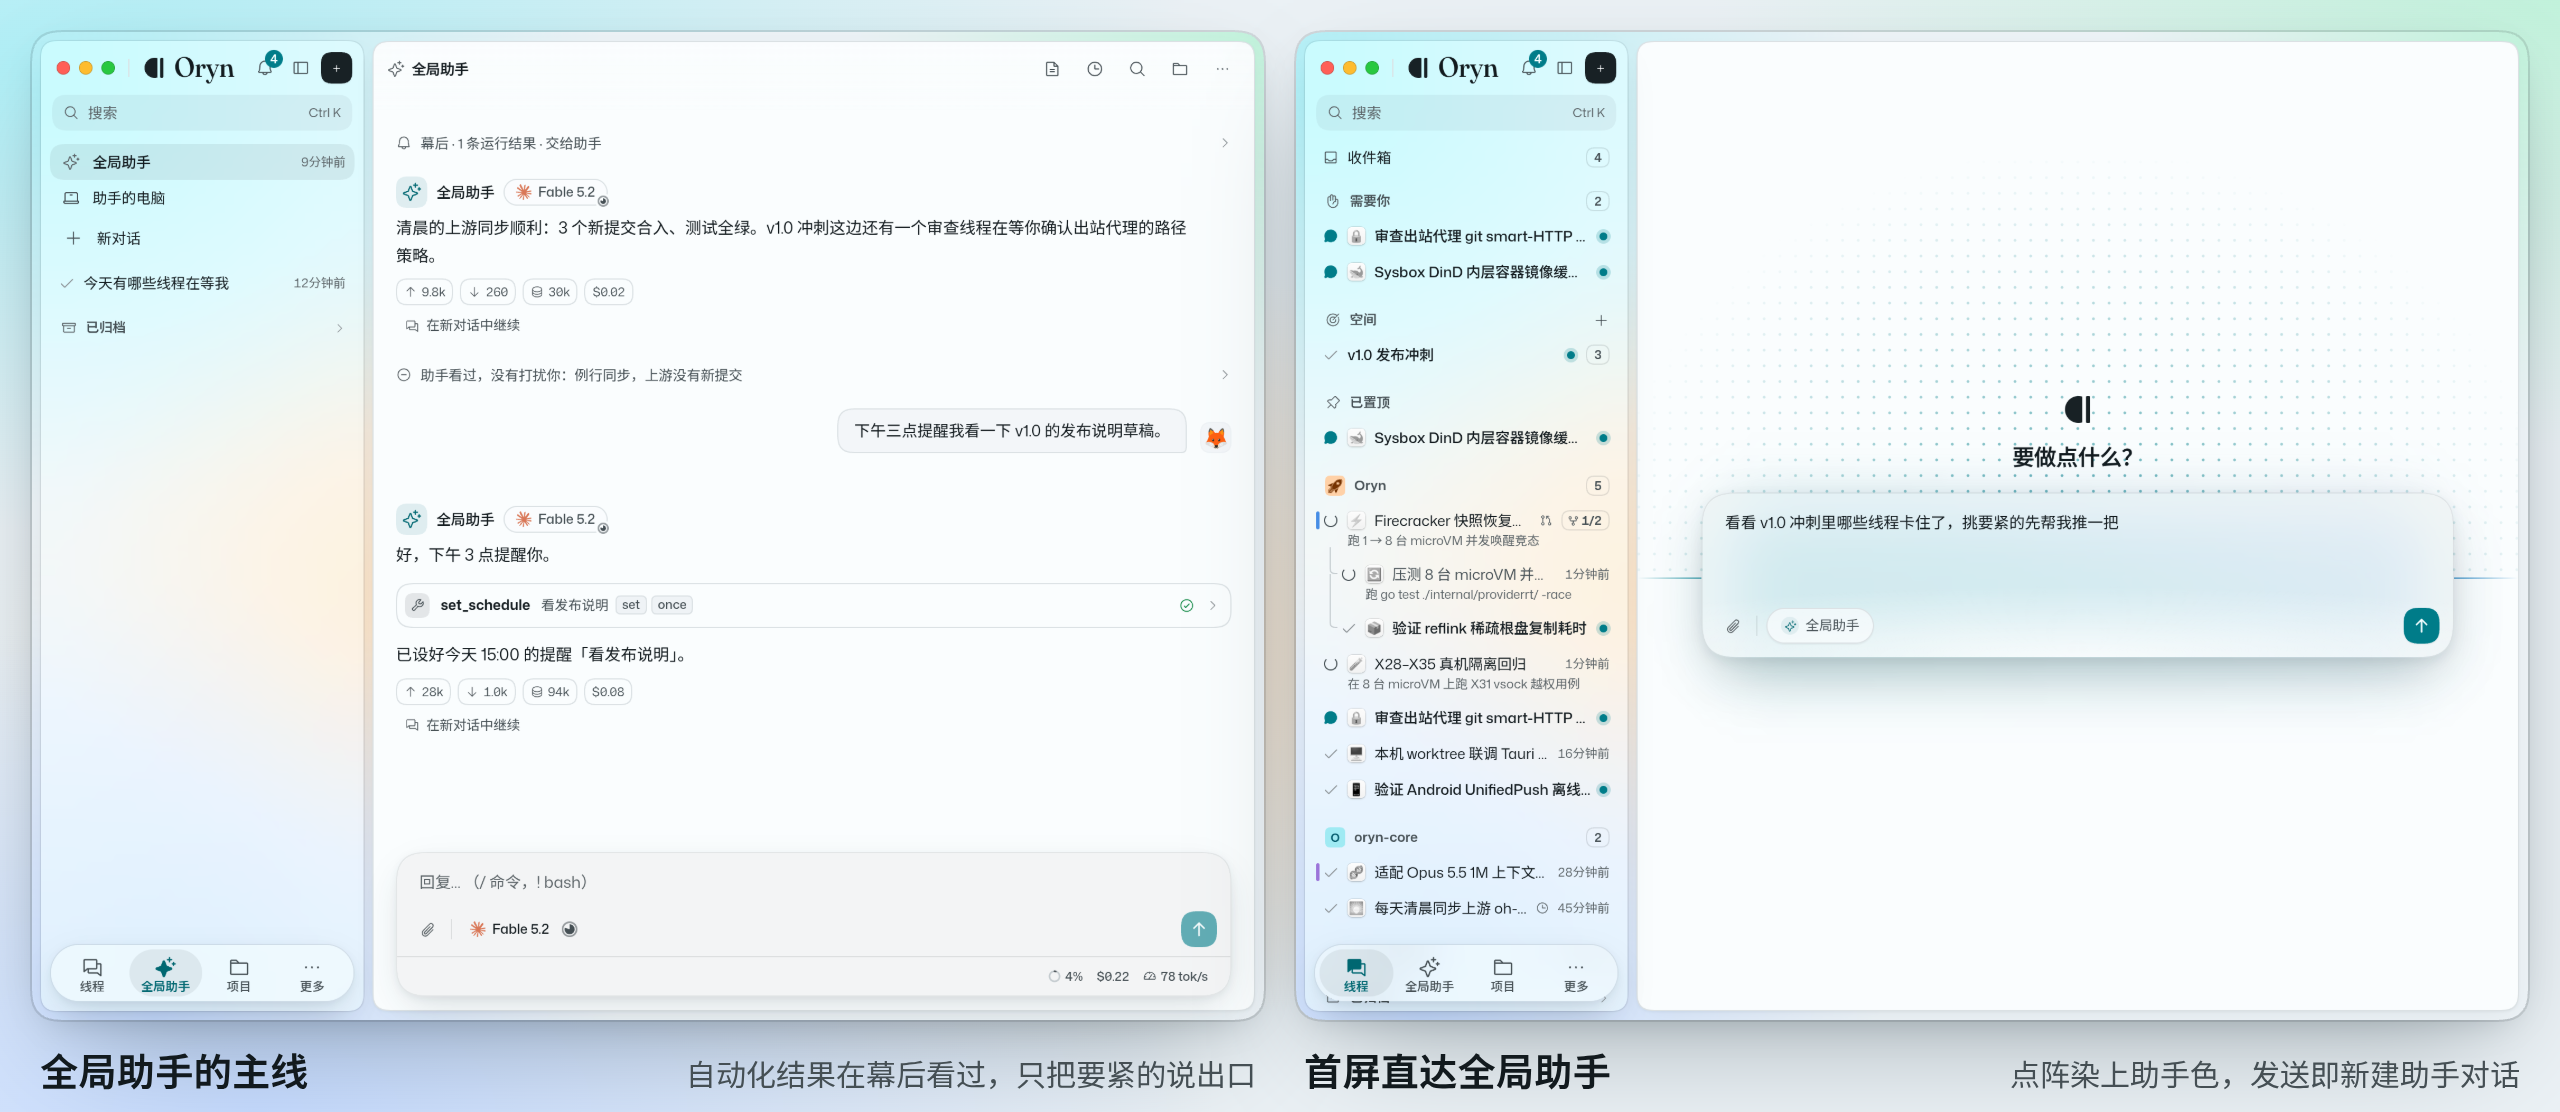 Oryn
4
+
搜索
Ctrl K
全局助手
9分钟前
助手的电脑
新对话
今天有哪些线程在等我
12分钟前
已归档
线程
全局助手
项目
更多
全局助手
幕后 · 1 条运行结果 · 交给助手
全局助手
Fable 5.2
清晨的上游同步顺利：3 个新提交合入、测试全绿。v1.0 冲刺这边还有一个审查线程在等你确认出站代理的路径
策略。
↑ 9.8k
↓ 260
30k
$0.02
在新对话中继续
助手看过，没有打扰你：例行同步，上游没有新提交
下午三点提醒我看一下 v1.0 的发布说明草稿。
全局助手
Fable 5.2
好，下午 3 点提醒你。
set_schedule 看发布说明 set once
已设好今天 15:00 的提醒「看发布说明」。
↑ 28k
↓ 1.0k
94k
$0.08
在新对话中继续
回复... （/ 命令，! bash）
Fable 5.2
4%
$0.22
78 tok/s
全局助手的主线
自动化结果在幕后看过，只把要紧的说出口
Oryn
4
+
搜索
Ctrl K
收件箱
4
需要你
2
审查出站代理 git smart-HTTP ...
Sysbox DinD 内层容器镜像缓...
空间
v1.0 发布冲刺
3
已置顶
Sysbox DinD 内层容器镜像缓...
Oryn
5
Firecracker 快照恢复...
1/2
跑 1 → 8 台 microVM 并发唤醒竞态
压测 8 台 microVM 并...
1分钟前
跑 go test ./internal/providerrt/ -race
验证 reflink 稀疏根盘复制耗时
X28–X35 真机隔离回归
1分钟前
在 8 台 microVM 上跑 X31 vsock 越权用例
审查出站代理 git smart-HTTP ...
本机 worktree 联调 Tauri ...
16分钟前
验证 Android UnifiedPush 离线...
O
oryn-core
2
适配 Opus 5.5 1M 上下文...
28分钟前
每天清晨同步上游 oh-...
45分钟前
线程
全局助手
项目
更多
要做点什么？
看看 v1.0 冲刺里哪些线程卡住了，挑要紧的先帮我推一把
全局助手
首屏直达全局助手
点阵染上助手色，发送即新建助手对话